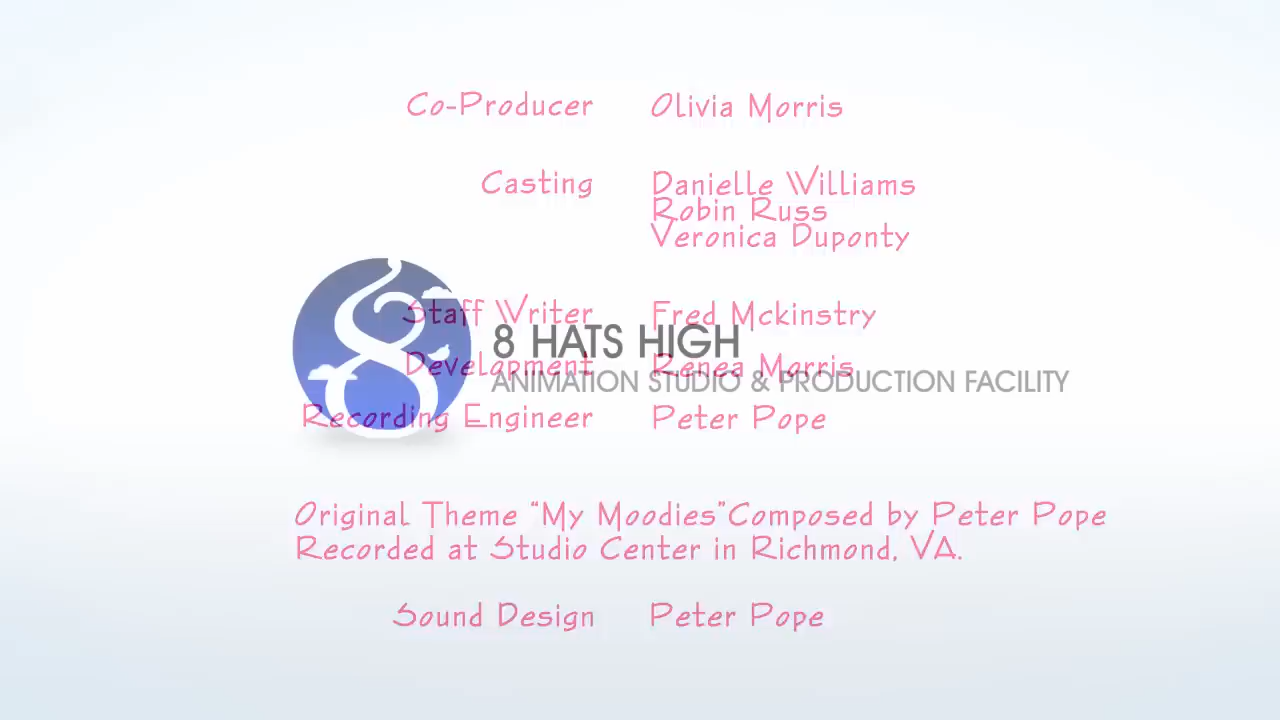 Co-Producer Olivia Morris
Casting Danielle Williams
Robin Russ
Veronica Duponty
Staff Writer Fred Mckinstry
8 HATS HIGH
Development Renea Morris
ANIMATION STUDIO & PRODUCTION FACILITY
Recording Engineer Peter Pope
Original Theme “My Moodies”Composed by Peter Pope
Recorded at Studio Center in Richmond, VA.
Sound Design Peter Pope